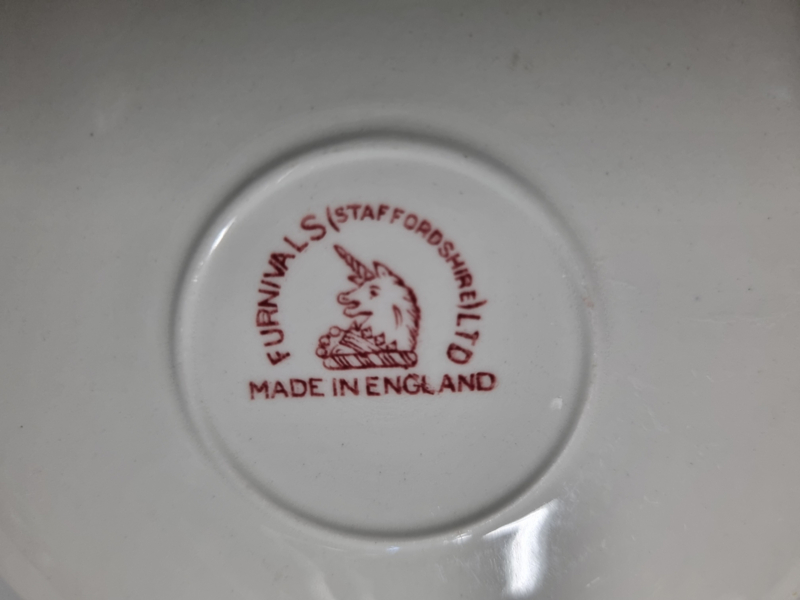 FURNIVALS (STAFFORDSHIRE) LTD
MADE IN ENGLAND